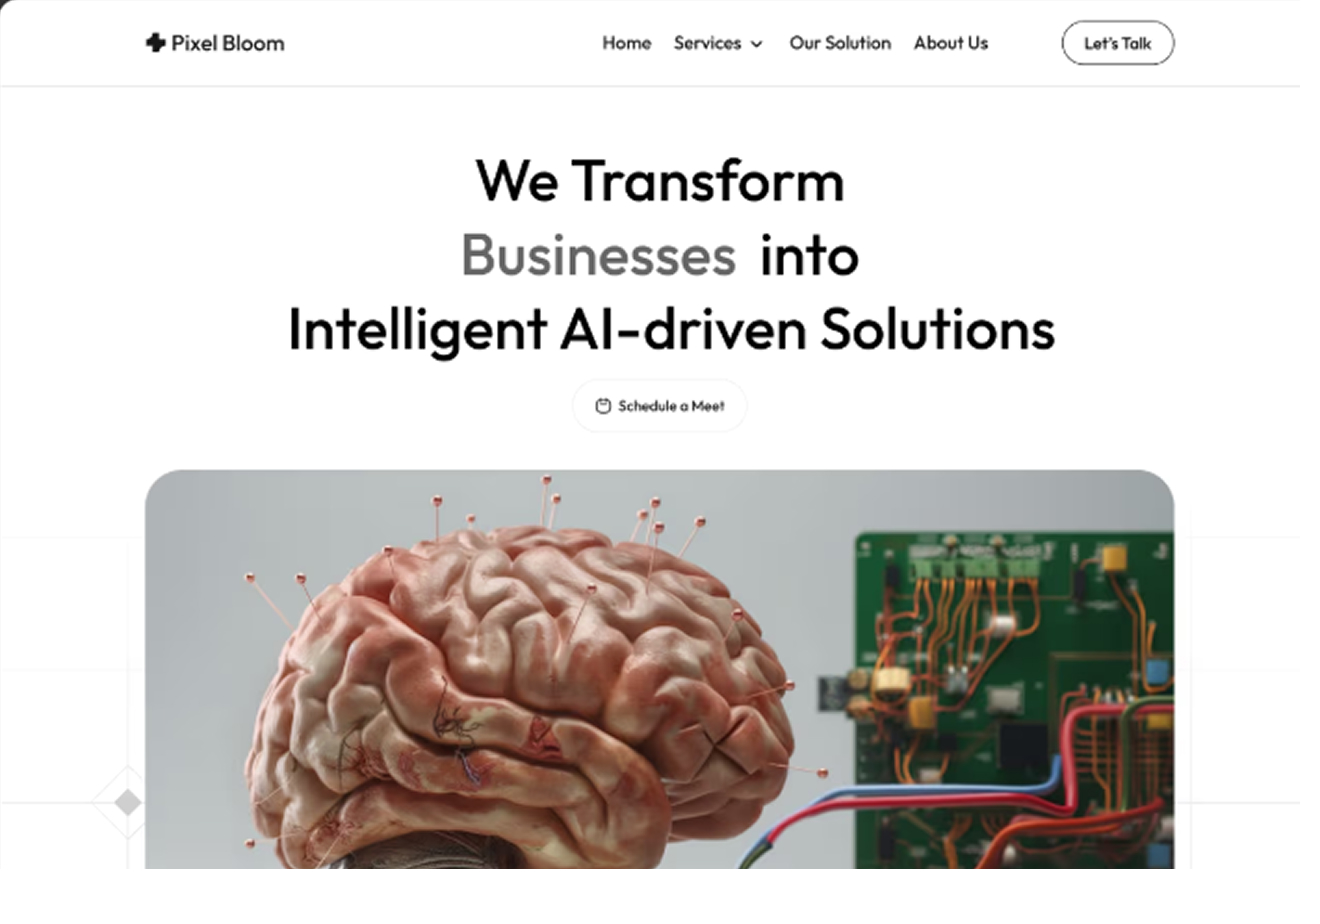 Pixel Bloom
Home Services Our Solution About Us Let's Talk
We Transform
Businesses into
Intelligent AI-driven Solutions
Schedule a Meet